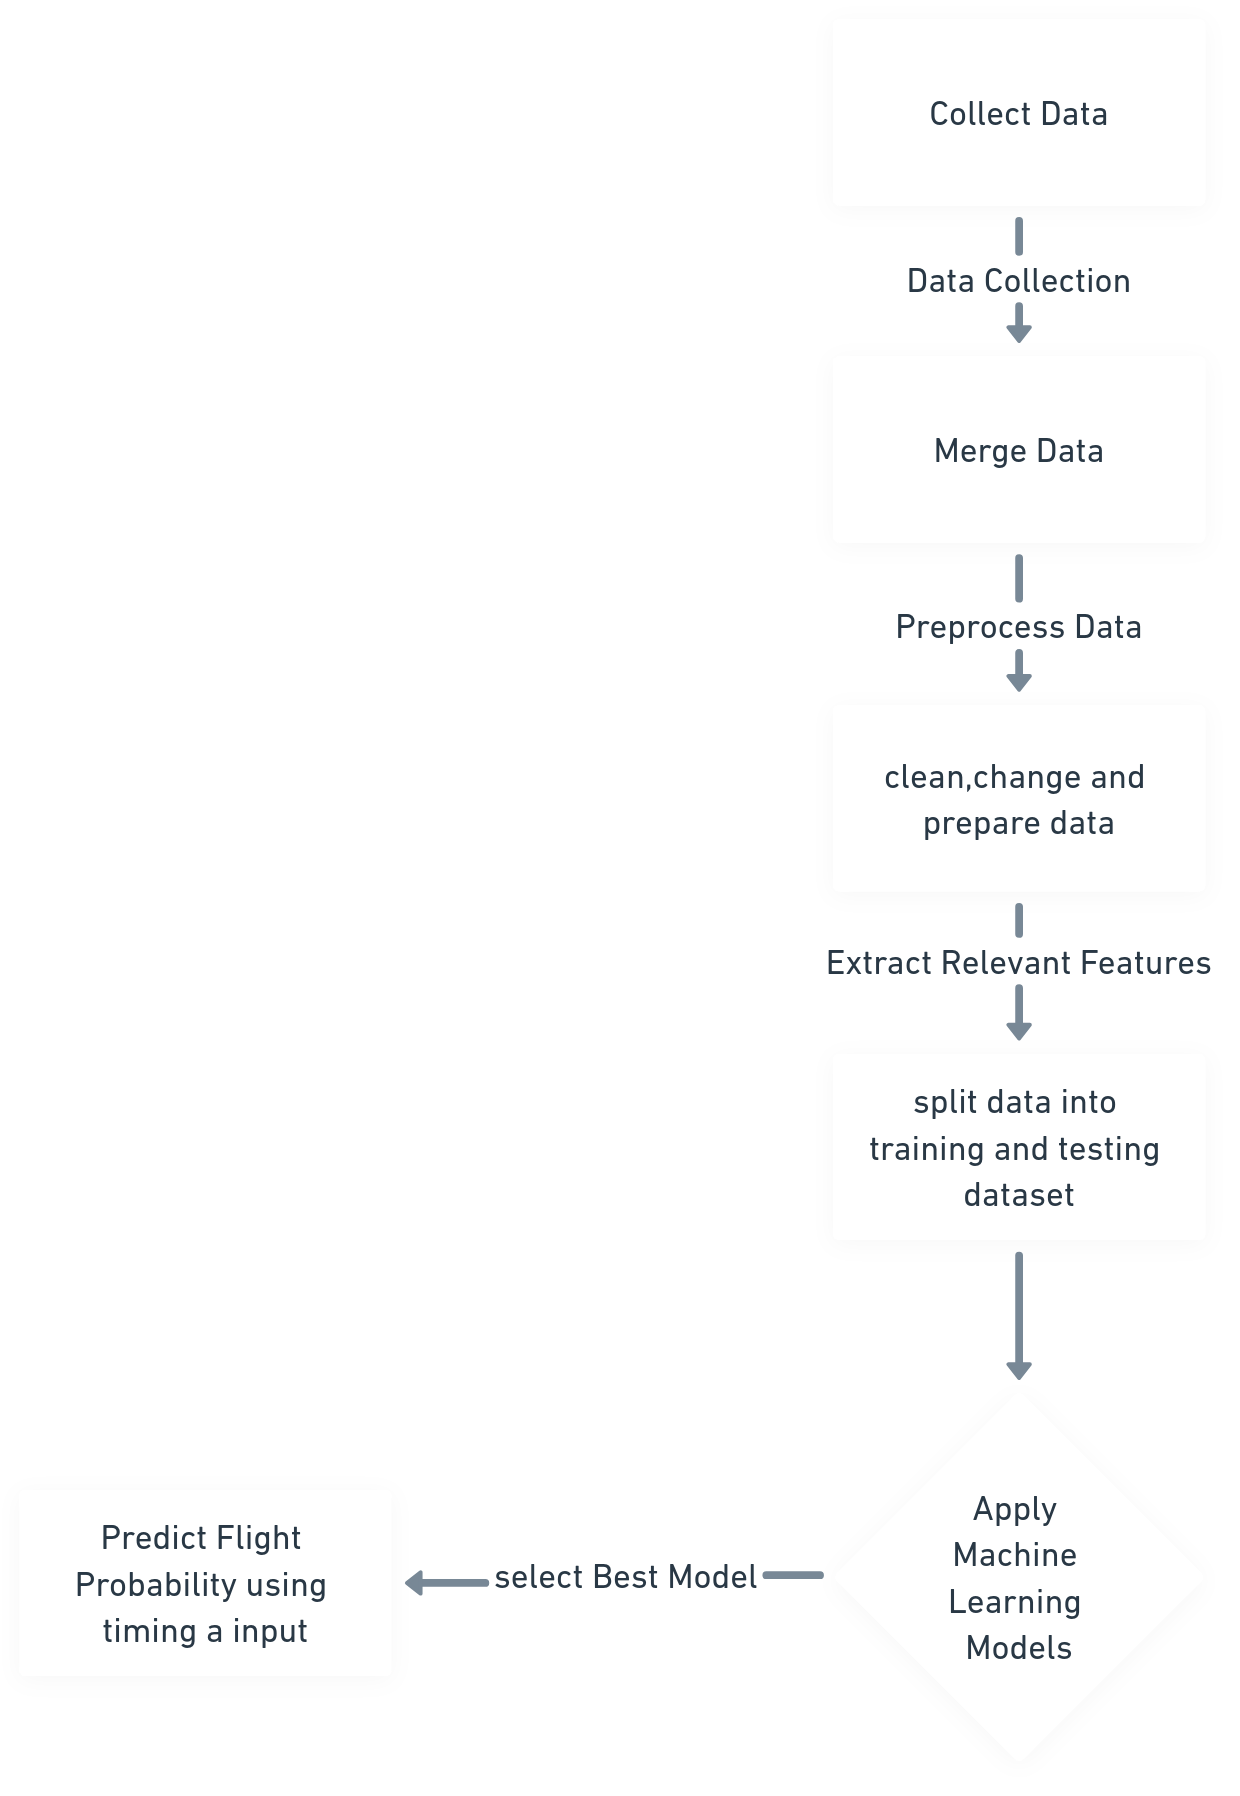 Collect Data
Data Collection
Merge Data
Preprocess Data
clean,change and
prepare data
Extract Relevant Features
split data into
training and testing
dataset
Apply
Machine
Learning
Models
select Best Model
Predict Flight
Probability using
timing a input